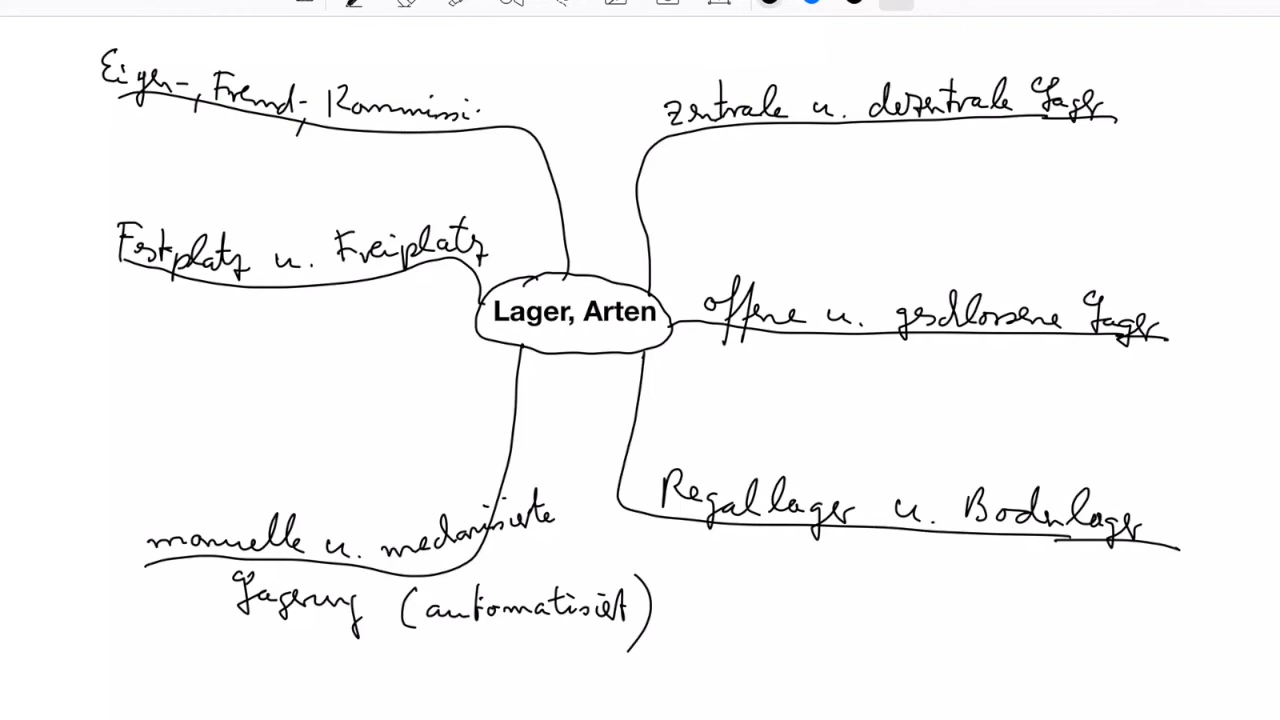 Eigen-, Fremd-, Kommissi.
zentrale u. dezentrale Lager
Festplatz u. Freiplatz
Lager, Arten
offene u. geschlossene Lager
Regallager u. Bodenlager
manuelle u. mechanisierte
Lagerung (automatisiert)